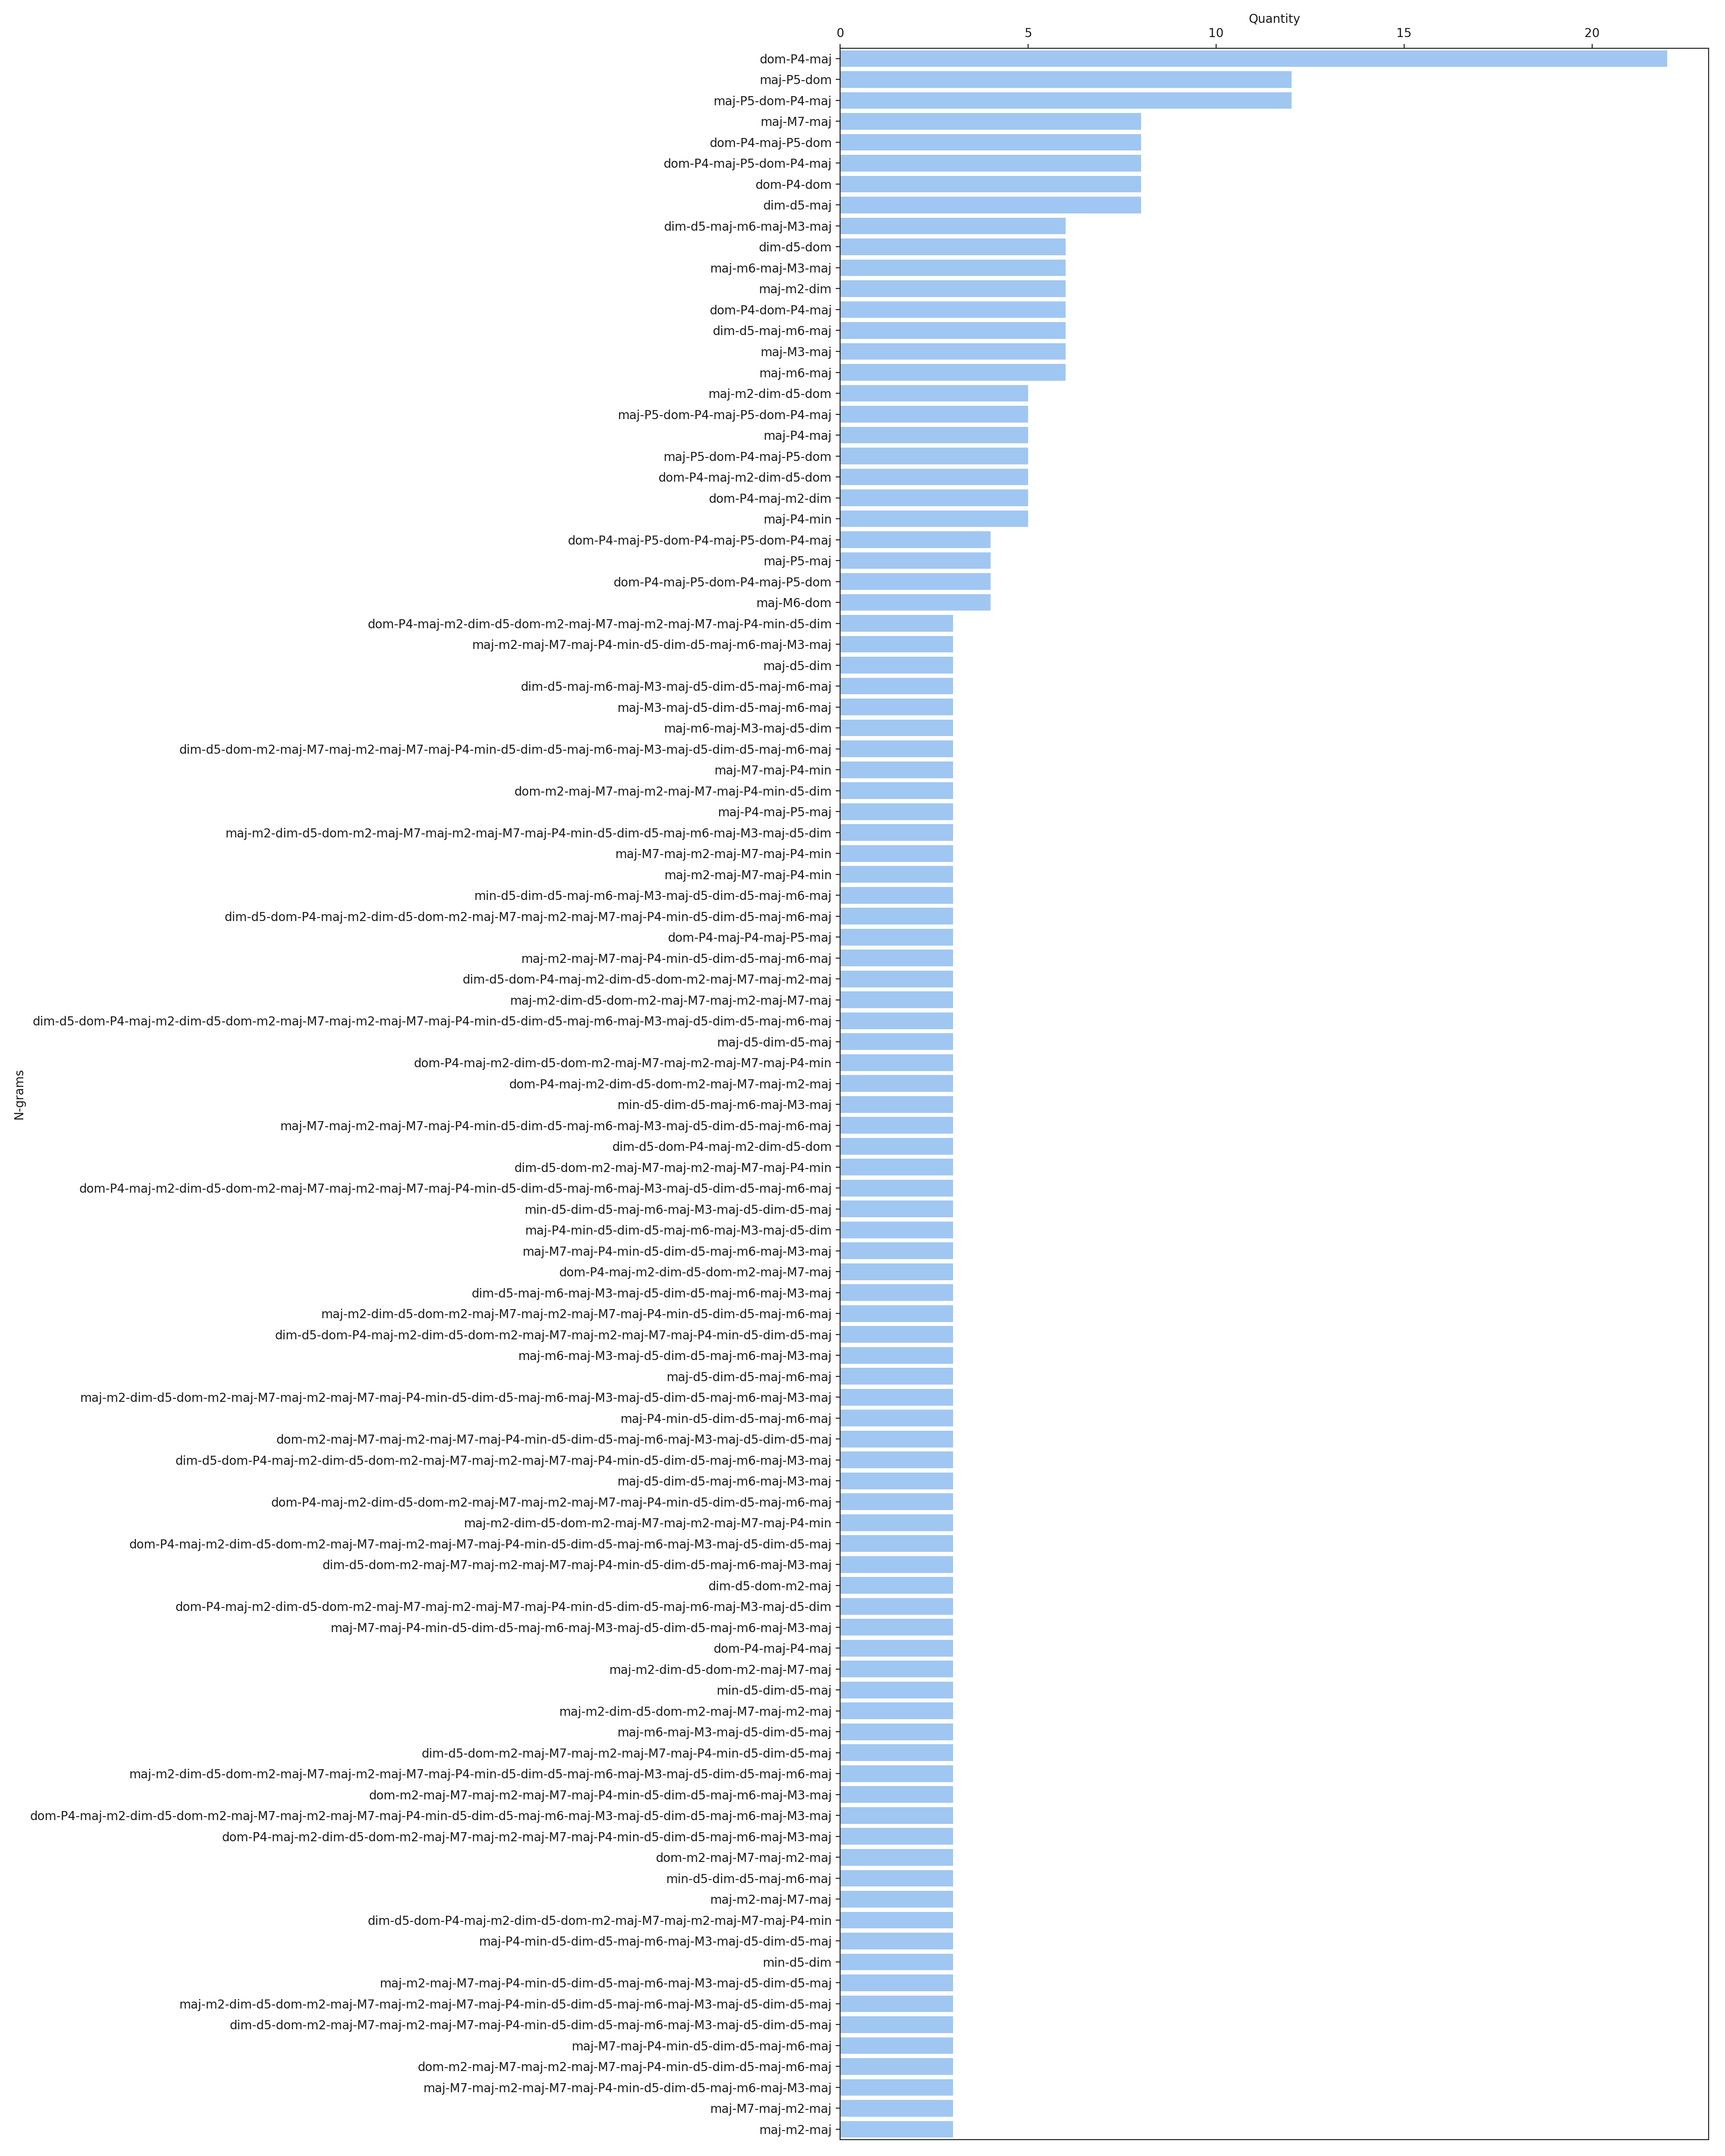 Quantity
0 5 10 15 20
dom-P4-maj
maj-P5-dom
maj-P5-dom-P4-maj
maj-M7-maj
dom-P4-maj-P5-dom
dom-P4-maj-P5-dom-P4-maj
dom-P4-dom
dim-d5-maj
dim-d5-maj-m6-maj-M3-maj
dim-d5-dom
maj-m6-maj-M3-maj
maj-m2-dim
dom-P4-dom-P4-maj
dim-d5-maj-m6-maj
maj-M3-maj
maj-m6-maj
maj-m2-dim-d5-dom
maj-P5-dom-P4-maj-P5-dom-P4-maj
maj-P4-maj
maj-P5-dom-P4-maj-P5-dom
dom-P4-maj-m2-dim-d5-dom
dom-P4-maj-m2-dim
maj-P4-min
dom-P4-maj-P5-dom-P4-maj-P5-dom-P4-maj
maj-P5-maj
dom-P4-maj-P5-dom-P4-maj-P5-dom
maj-M6-dom
dom-P4-maj-m2-dim-d5-dom-m2-maj-M7-maj-m2-maj-M7-maj-P4-min-d5-dim
maj-m2-maj-M7-maj-P4-min-d5-dim-d5-maj-m6-maj-M3-maj
maj-d5-dim
dim-d5-maj-m6-maj-M3-maj-d5-dim-d5-maj-m6-maj
maj-M3-maj-d5-dim-d5-maj-m6-maj
maj-m6-maj-M3-maj-d5-dim
dim-d5-dom-m2-maj-M7-maj-m2-maj-M7-maj-P4-min-d5-dim-d5-maj-m6-maj-M3-maj-d5-dim-d5-maj-m6-maj
maj-M7-maj-P4-min
dom-m2-maj-M7-maj-m2-maj-M7-maj-P4-min-d5-dim
maj-P4-maj-P5-maj
maj-m2-dim-d5-dom-m2-maj-M7-maj-m2-maj-M7-maj-P4-min-d5-dim-d5-maj-m6-maj-M3-maj-d5-dim
maj-M7-maj-m2-maj-M7-maj-P4-min
maj-m2-maj-M7-maj-P4-min
min-d5-dim-d5-maj-m6-maj-M3-maj-d5-dim-d5-maj-m6-maj
dim-d5-dom-P4-maj-m2-dim-d5-dom-m2-maj-M7-maj-m2-maj-M7-maj-P4-min-d5-dim-d5-maj-m6-maj
dom-P4-maj-P4-maj-P5-maj
maj-m2-maj-M7-maj-P4-min-d5-dim-d5-maj-m6-maj
dim-d5-dom-P4-maj-m2-dim-d5-dom-m2-maj-M7-maj-m2-maj
maj-m2-dim-d5-dom-m2-maj-M7-maj-m2-maj-M7-maj
dim-d5-dom-P4-maj-m2-dim-d5-dom-m2-maj-M7-maj-m2-maj-M7-maj-P4-min-d5-dim-d5-maj-m6-maj-M3-maj-d5-dim-d5-maj-m6-maj
maj-d5-dim-d5-maj
dom-P4-maj-m2-dim-d5-dom-m2-maj-M7-maj-m2-maj-M7-maj-P4-min
dom-P4-maj-m2-dim-d5-dom-m2-maj-M7-maj-m2-maj
min-d5-dim-d5-maj-m6-maj-M3-maj
maj-M7-maj-m2-maj-M7-maj-P4-min-d5-dim-d5-maj-m6-maj-M3-maj-d5-dim-d5-maj-m6-maj
dim-d5-dom-P4-maj-m2-dim-d5-dom
dim-d5-dom-m2-maj-M7-maj-m2-maj-M7-maj-P4-min
dom-P4-maj-m2-dim-d5-dom-m2-maj-M7-maj-m2-maj-M7-maj-P4-min-d5-dim-d5-maj-m6-maj-M3-maj-d5-dim-d5-maj-m6-maj
min-d5-dim-d5-maj-m6-maj-M3-maj-d5-dim-d5-maj
maj-P4-min-d5-dim-d5-maj-m6-maj-M3-maj-d5-dim
maj-M7-maj-P4-min-d5-dim-d5-maj-m6-maj-M3-maj
dom-P4-maj-m2-dim-d5-dom-m2-maj-M7-maj
dim-d5-maj-m6-maj-M3-maj-d5-dim-d5-maj-m6-maj-M3-maj
maj-m2-dim-d5-dom-m2-maj-M7-maj-m2-maj-M7-maj-P4-min-d5-dim-d5-maj-m6-maj
dim-d5-dom-P4-maj-m2-dim-d5-dom-m2-maj-M7-maj-m2-maj-M7-maj-P4-min-d5-dim-d5-maj
maj-m6-maj-M3-maj-d5-dim-d5-maj-m6-maj-M3-maj
maj-d5-dim-d5-maj-m6-maj
maj-m2-dim-d5-dom-m2-maj-M7-maj-m2-maj-M7-maj-P4-min-d5-dim-d5-maj-m6-maj-M3-maj-d5-dim-d5-maj-m6-maj-M3-maj
maj-P4-min-d5-dim-d5-maj-m6-maj
dom-m2-maj-M7-maj-m2-maj-M7-maj-P4-min-d5-dim-d5-maj-m6-maj-M3-maj-d5-dim-d5-maj
dim-d5-dom-P4-maj-m2-dim-d5-dom-m2-maj-M7-maj-m2-maj-M7-maj-P4-min-d5-dim-d5-maj-m6-maj-M3-maj
maj-d5-dim-d5-maj-m6-maj-M3-maj
dom-P4-maj-m2-dim-d5-dom-m2-maj-M7-maj-m2-maj-M7-maj-P4-min-d5-dim-d5-maj-m6-maj
maj-m2-dim-d5-dom-m2-maj-M7-maj-m2-maj-M7-maj-P4-min
dom-P4-maj-m2-dim-d5-dom-m2-maj-M7-maj-m2-maj-M7-maj-P4-min-d5-dim-d5-maj-m6-maj-M3-maj-d5-dim-d5-maj
dim-d5-dom-m2-maj-M7-maj-m2-maj-M7-maj-P4-min-d5-dim-d5-maj-m6-maj-M3-maj
dim-d5-dom-m2-maj
dom-P4-maj-m2-dim-d5-dom-m2-maj-M7-maj-m2-maj-M7-maj-P4-min-d5-dim-d5-maj-m6-maj-M3-maj-d5-dim
maj-M7-maj-P4-min-d5-dim-d5-maj-m6-maj-M3-maj-d5-dim-d5-maj-m6-maj-M3-maj
dom-P4-maj-P4-maj
maj-m2-dim-d5-dom-m2-maj-M7-maj
min-d5-dim-d5-maj
maj-m2-dim-d5-dom-m2-maj-M7-maj-m2-maj
maj-m6-maj-M3-maj-d5-dim-d5-maj
dim-d5-dom-m2-maj-M7-maj-m2-maj-M7-maj-P4-min-d5-dim-d5-maj
maj-m2-dim-d5-dom-m2-maj-M7-maj-m2-maj-M7-maj-P4-min-d5-dim-d5-maj-m6-maj-M3-maj-d5-dim-d5-maj-m6-maj
dom-m2-maj-M7-maj-m2-maj-M7-maj-P4-min-d5-dim-d5-maj-m6-maj-M3-maj
dom-P4-maj-m2-dim-d5-dom-m2-maj-M7-maj-m2-maj-M7-maj-P4-min-d5-dim-d5-maj-m6-maj-M3-maj-d5-dim-d5-maj-m6-maj-M3-maj
dom-P4-maj-m2-dim-d5-dom-m2-maj-M7-maj-m2-maj-M7-maj-P4-min-d5-dim-d5-maj-m6-maj-M3-maj
dom-m2-maj-M7-maj-m2-maj
min-d5-dim-d5-maj-m6-maj
maj-m2-maj-M7-maj
dim-d5-dom-P4-maj-m2-dim-d5-dom-m2-maj-M7-maj-m2-maj-M7-maj-P4-min
maj-P4-min-d5-dim-d5-maj-m6-maj-M3-maj-d5-dim-d5-maj
min-d5-dim
maj-m2-maj-M7-maj-P4-min-d5-dim-d5-maj-m6-maj-M3-maj-d5-dim-d5-maj
maj-m2-dim-d5-dom-m2-maj-M7-maj-m2-maj-M7-maj-P4-min-d5-dim-d5-maj-m6-maj-M3-maj-d5-dim-d5-maj
dim-d5-dom-m2-maj-M7-maj-m2-maj-M7-maj-P4-min-d5-dim-d5-maj-m6-maj-M3-maj-d5-dim-d5-maj
maj-M7-maj-P4-min-d5-dim-d5-maj-m6-maj
dom-m2-maj-M7-maj-m2-maj-M7-maj-P4-min-d5-dim-d5-maj-m6-maj
maj-M7-maj-m2-maj-M7-maj-P4-min-d5-dim-d5-maj-m6-maj-M3-maj
maj-M7-maj-m2-maj
maj-m2-maj
N-grams